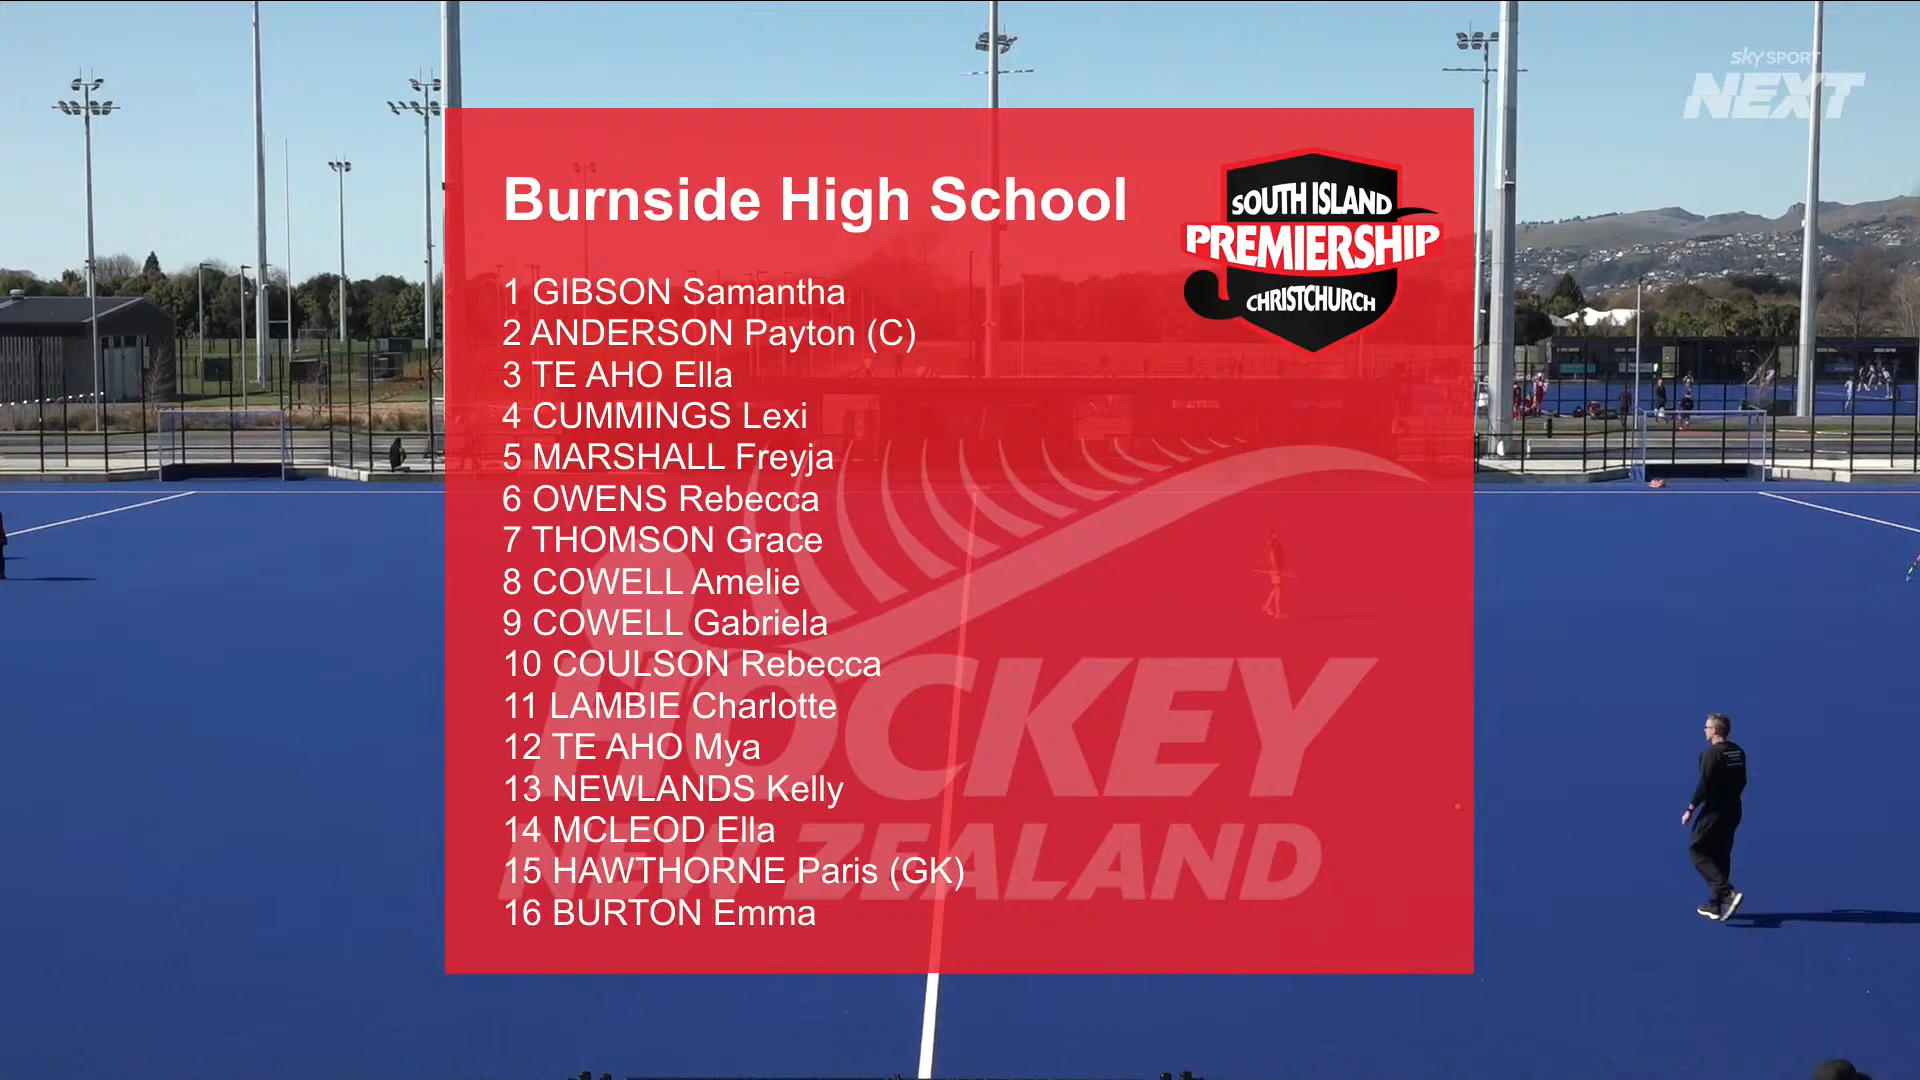 sky SPORT
NEXT
Burnside High School
SOUTH ISLAND
PREMIERSHIP
CHRISTCHURCH
1 GIBSON Samantha
2 ANDERSON Payton (C)
3 TE AHO Ella
4 CUMMINGS Lexi
5 MARSHALL Freyja
6 OWENS Rebecca
7 THOMSON Grace
8 COWELL Amelie
9 COWELL Gabriela
10 COULSON Rebecca
11 LAMBIE Charlotte
12 TE AHO Mya
13 NEWLANDS Kelly
14 MCLEOD Ella
15 HAWTHORNE Paris (GK)
16 BURTON Emma
HOCKEY
NEW ZEALAND